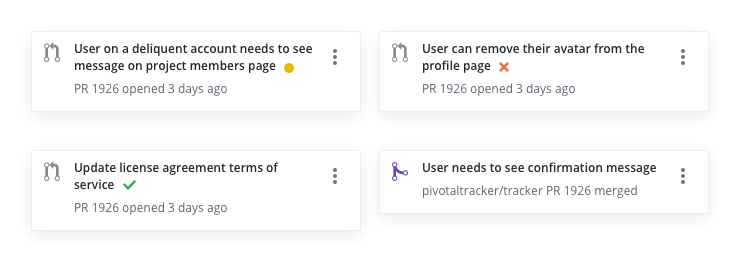 User on a deliquent account needs to see
message on project members page
PR 1926 opened 3 days ago
User can remove their avatar from the
profile page
PR 1926 opened 3 days ago
Update license agreement terms of
service
PR 1926 opened 3 days ago
User needs to see confirmation message
pivotaltracker/tracker PR 1926 merged